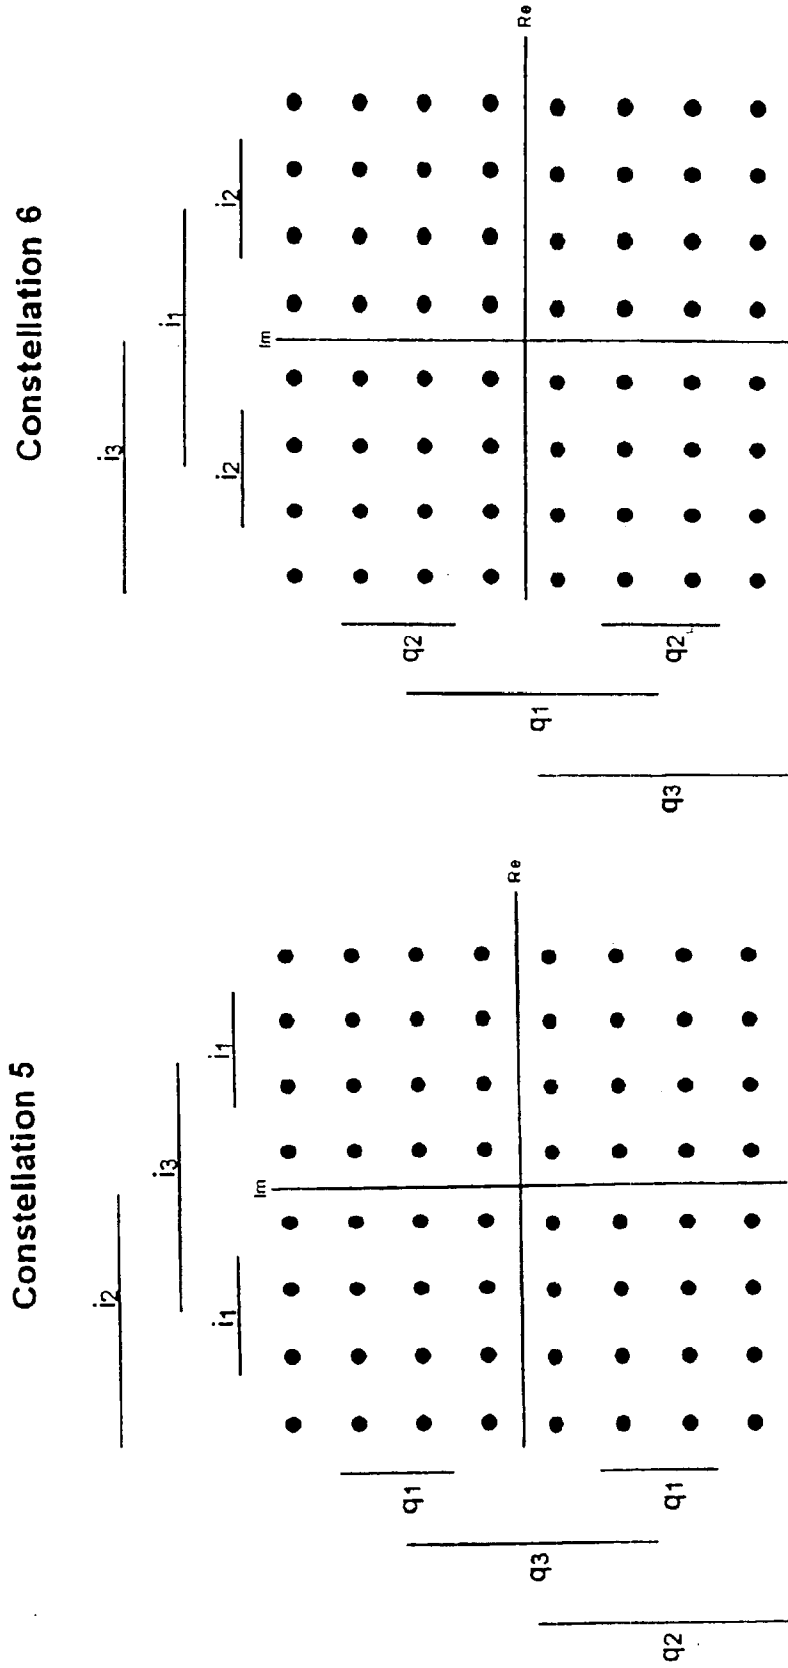 Constellation 5
i2
i3
i1
i1
Im
Re
q1
q1
q3
q2
Constellation 6
i3
i1
i2
i2
Im
Re
q2
q2
q1
q3